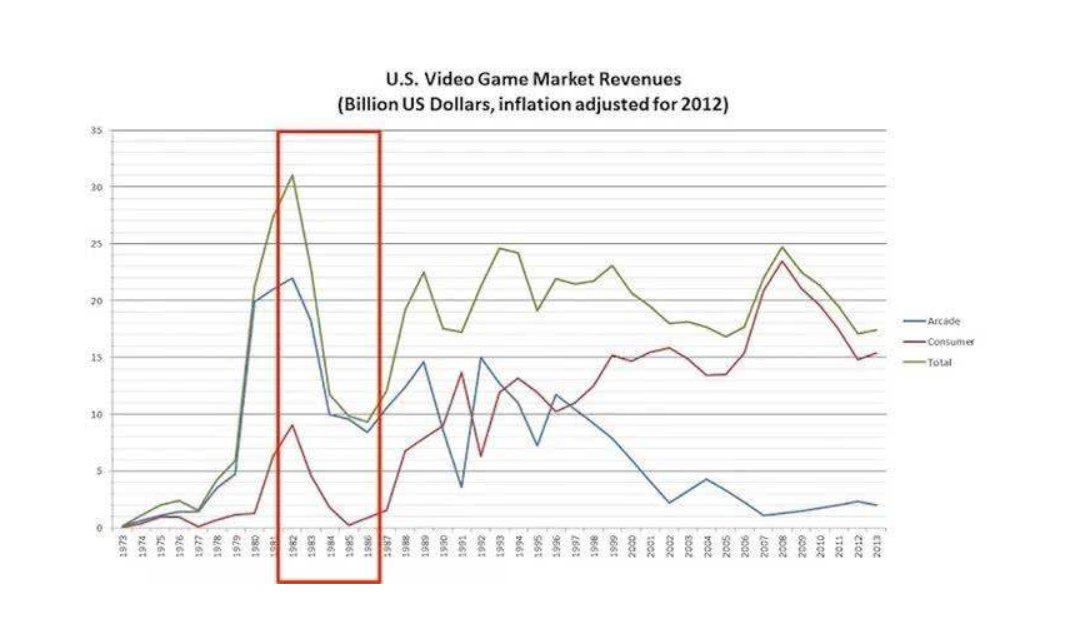 U.S. Video Game Market Revenues
(Billion US Dollars, inflation adjusted for 2012)
35
30
25
20
15
10
5
0
Arcade
Consumer
Total
1973 1974 1975 1976 1977 1978 1979 1980 1981 1982 1983 1984 1985 1986 1987 1988 1989 1990 1991 1992 1993 1994 1995 1996 1997 1998 1999 2000 2001 2002 2003 2004 2005 2006 2007 2008 2009 2010 2011 2012 2013